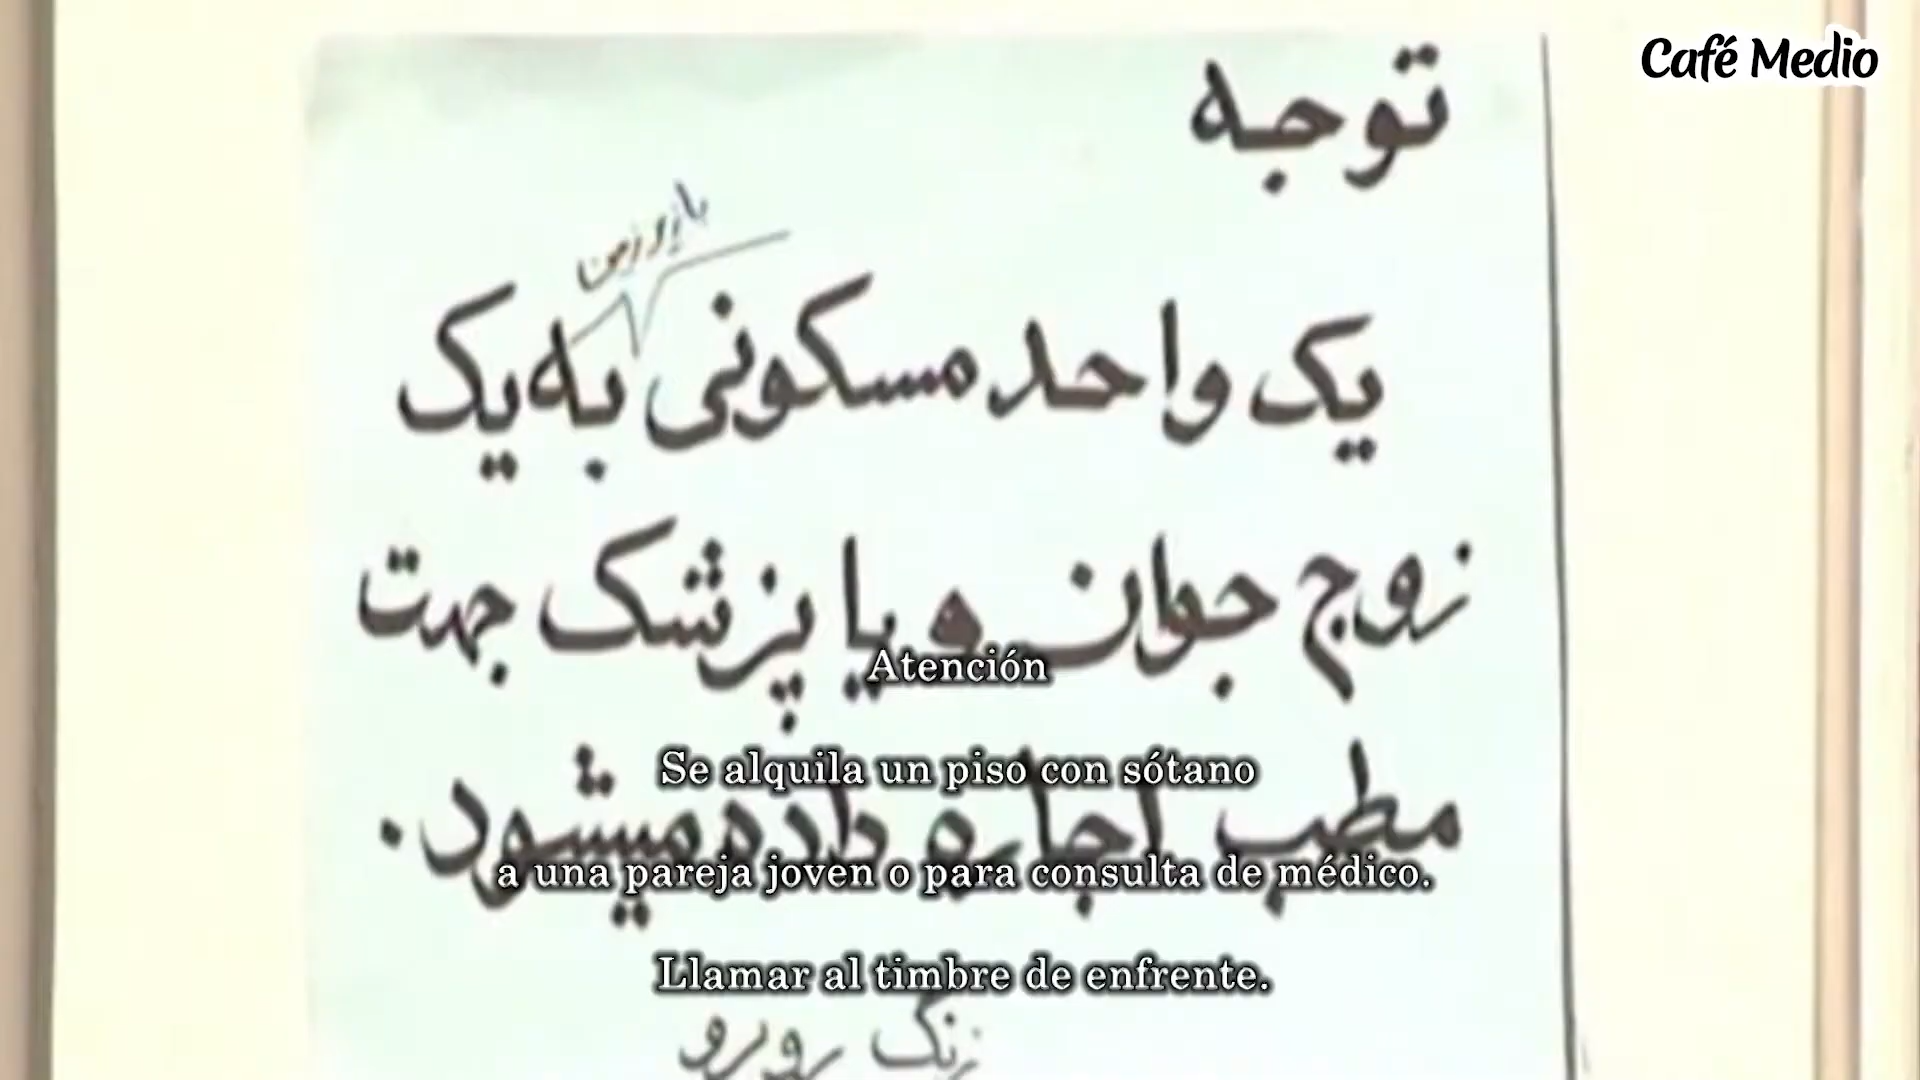 Café Medio
توجه
با زیرزمین
یک واحد مسکونی به یک
زوج جوان و یا پزشک جهت
مطب اجاره داده میشود.
زنگ روبرو
Atención
Se alquila un piso con sótano
a una pareja joven o para consulta de médico.
Llamar al timbre de enfrente.